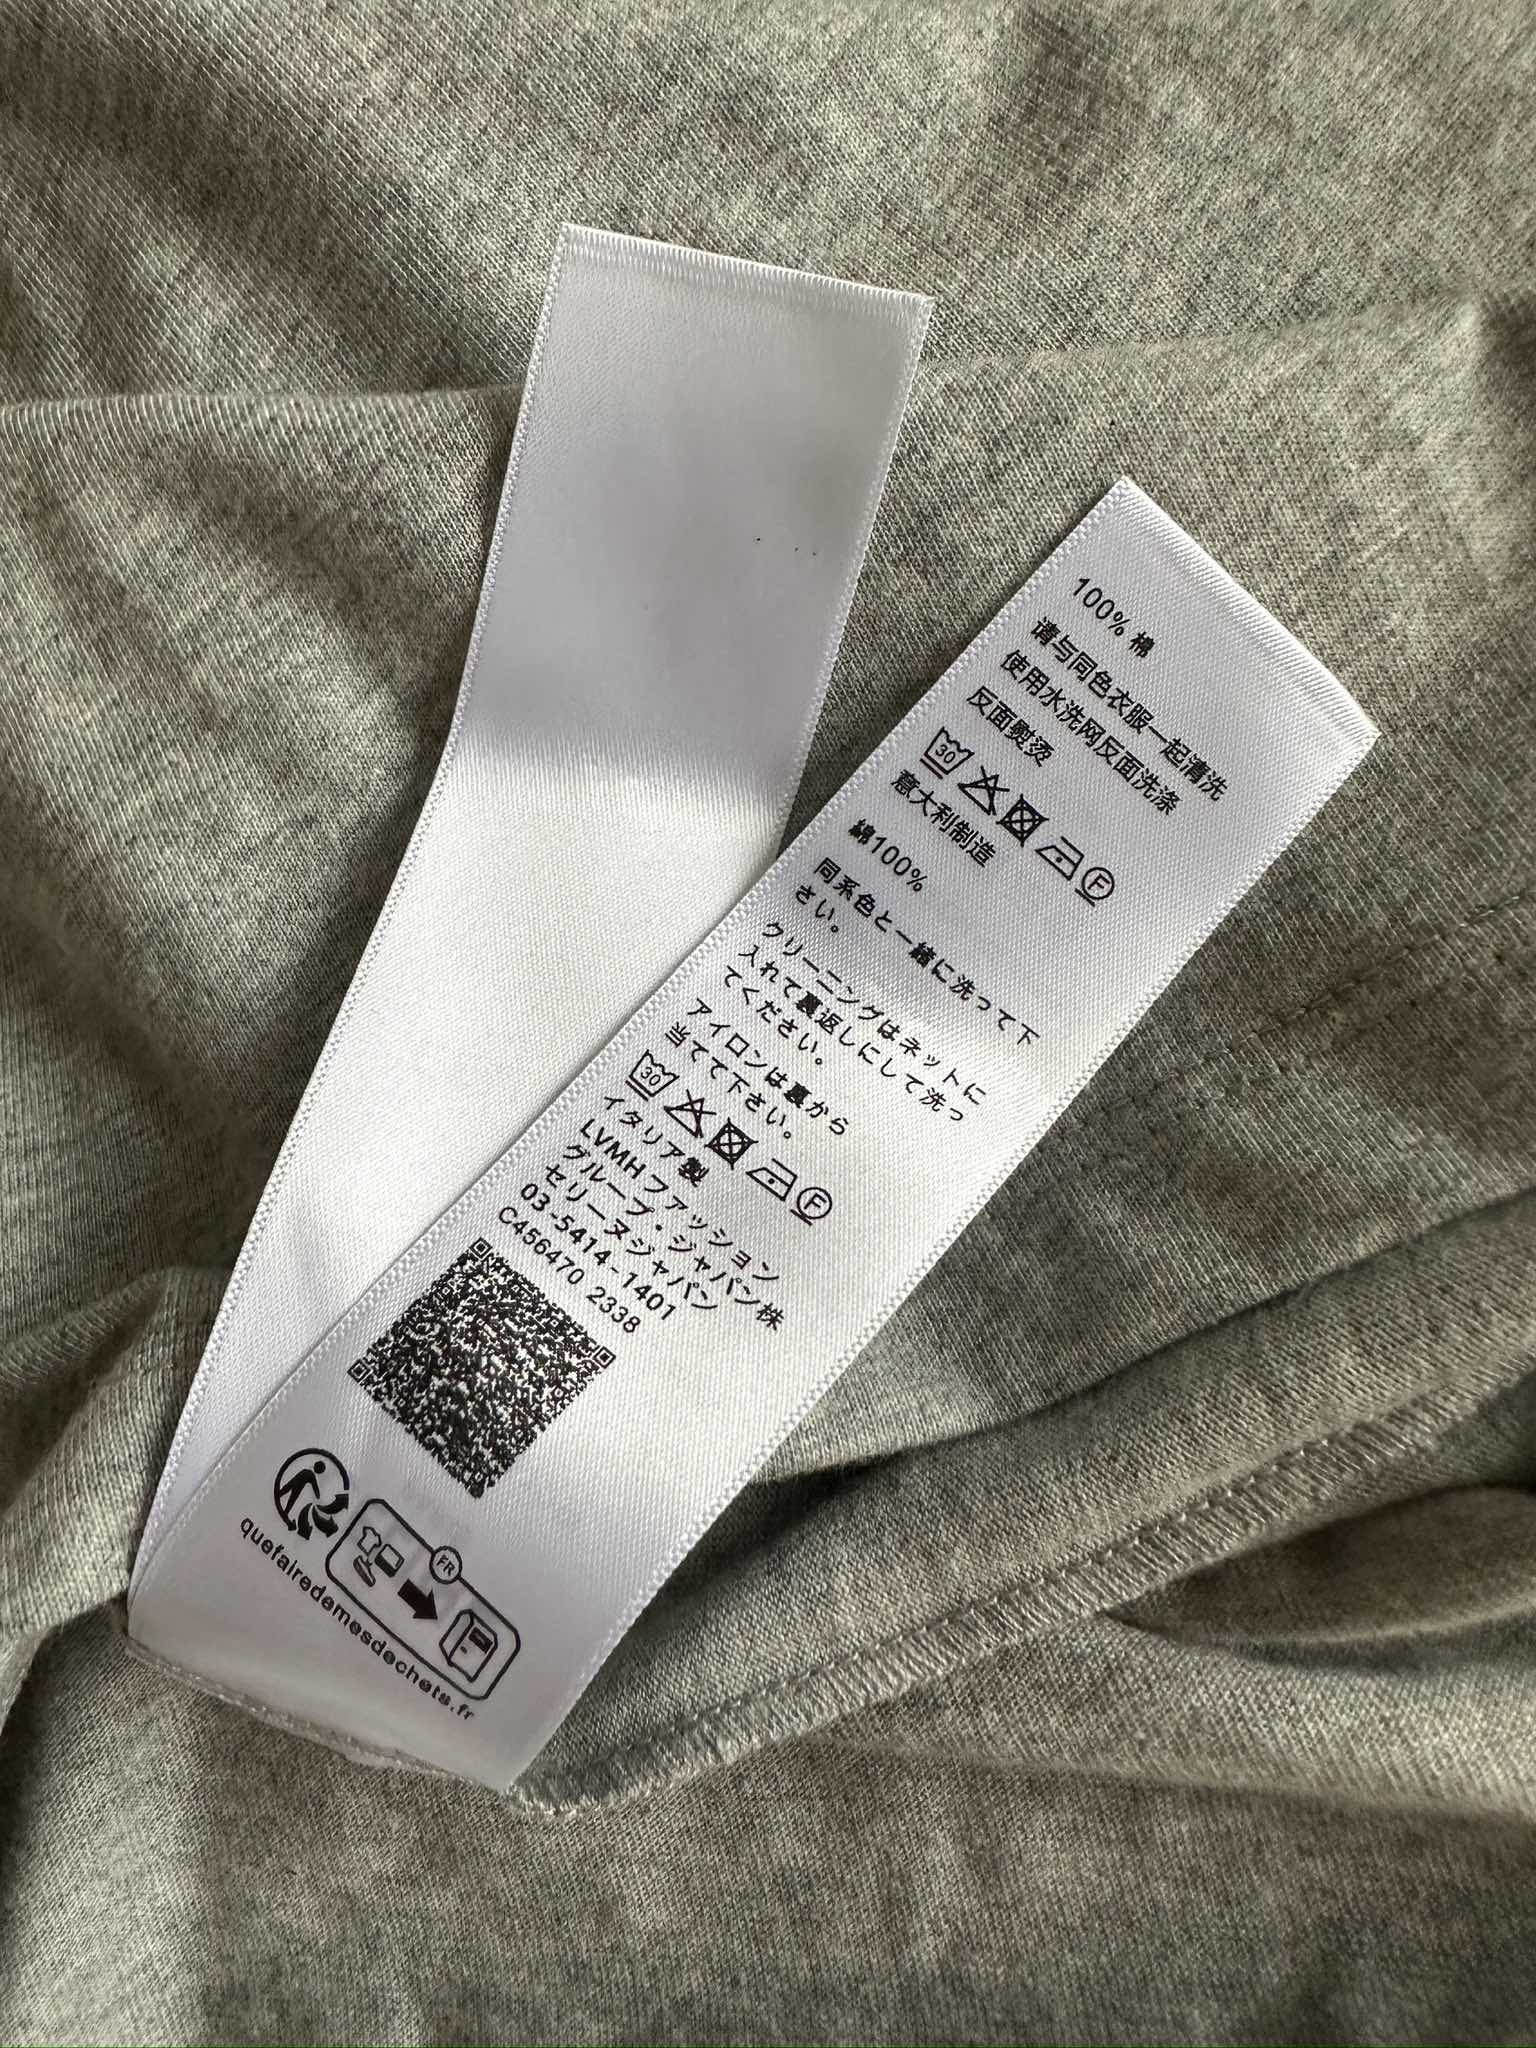 100% 棉
请与同色衣服一起清洗
使用水洗网反面洗涤
反面熨烫
30 F
意大利制造
綿100%
同系色と一緒に洗って下
さい。
クリーニングはネットに
入れて裏返しにして洗っ
てください。
アイロンは裏から
当てて下さい。
30 F
イタリア製
LVMHファッション
グループ・ジャパン株
セリーヌジャパン
03-5414-1401
C456470 2338
FR
quefairedemesdechets.fr